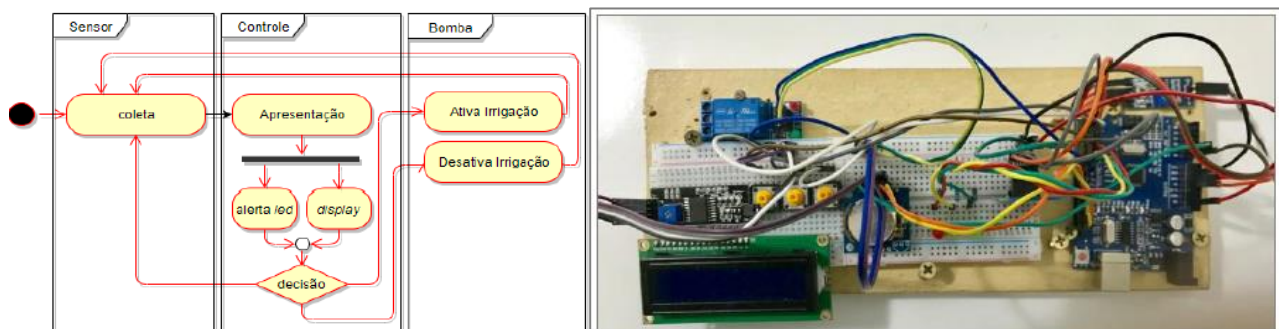 Sensor
Controle
Bomba
coleta
Apresentação
Ativa Irrigação
Desativa Irrigação
alerta led
display
decisão